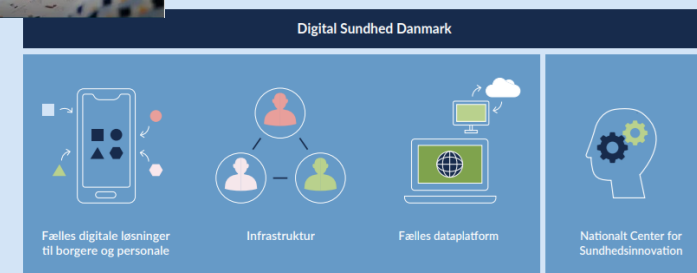 Digital Sundhed Danmark
Fælles digitale løsninger
til borgere og personale
Infrastruktur
Fælles dataplatform
Nationalt Center for
Sundhedsinnovation